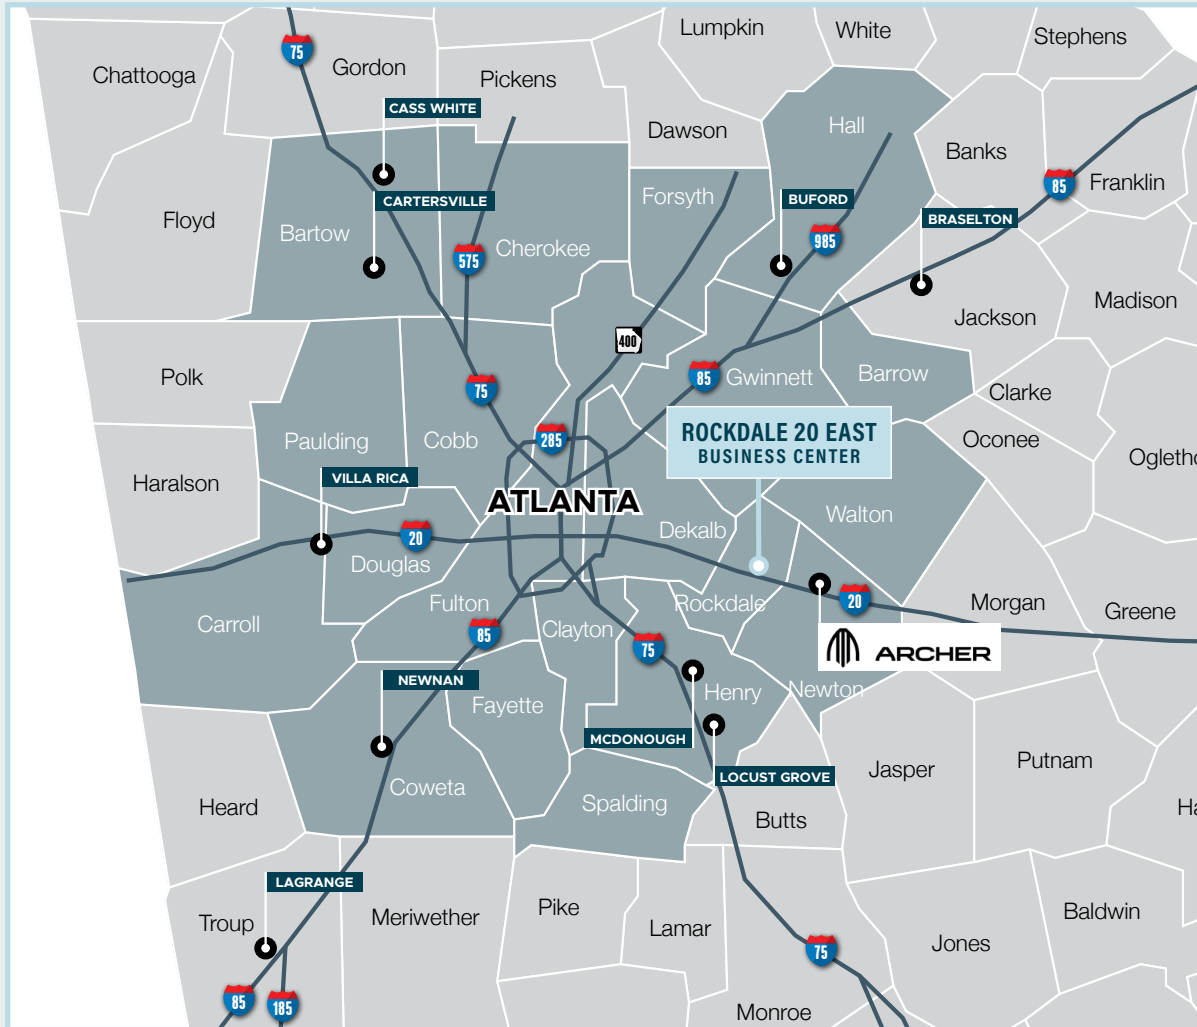 Lumpkin
White
Stephens
75
Gordon
Chattooga
Pickens
CASS WHITE
Dawson
Hall
Banks
85
Franklin
Forsyth
BUFORD
CARTERSVILLE
BRASELTON
Floyd
Bartow
985
575
Cherokee
Madison
Jackson
400
Polk
75
85
Gwinnett
Barrow
Clarke
Paulding
Cobb
285
ROCKDALE 20 EAST
BUSINESS CENTER
Oconee
Ogletho
Haralson
VILLA RICA
ATLANTA
Walton
Dekalb
20
Douglas
Fulton
Rockdale
20
Morgan
Greene
Carroll
85
Clayton
75
ARCHER
NEWNAN
Fayette
Henry
Newton
MCDONOUGH
LOCUST GROVE
Jasper
Putnam
Coweta
Spalding
Heard
Butts
Ha
LAGRANGE
Troup
Meriwether
Pike
Lamar
Baldwin
Jones
75
85
185
Monroe